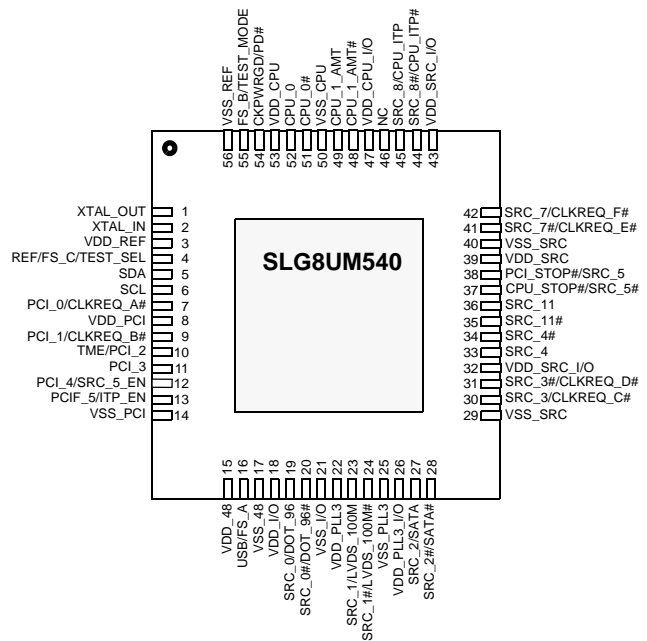 VSS_REF 56
FS_B/TEST_MODE 55
CKPWRGD/PD# 54
VDD_CPU 53
CPU_0 52
CPU_0# 51
VSS_CPU 50
CPU_1_AMT 49
CPU_1_AMT# 48
VDD_CPU_I/O 47
NC 46
SRC_8/CPU_ITP 45
SRC_8#/CPU_ITP# 44
VDD_SRC_I/O 43
XTAL_OUT 1
XTAL_IN 2
VDD_REF 3
REF/FS_C/TEST_SEL 4
SDA 5
SCL 6
PCI_0/CLKREQ_A# 7
VDD_PCI 8
PCI_1/CLKREQ_B# 9
TME/PCI_2 10
PCI_3 11
PCI_4/SRC_5_EN 12
PCIF_5/ITP_EN 13
VSS_PCI 14
SLG8UM540
42 SRC_7/CLKREQ_F#
41 SRC_7#/CLKREQ_E#
40 VSS_SRC
39 VDD_SRC
38 PCI_STOP#/SRC_5
37 CPU_STOP#/SRC_5#
36 SRC_11
35 SRC_11#
34 SRC_4#
33 SRC_4
32 VDD_SRC_I/O
31 SRC_3#/CLKREQ_D#
30 SRC_3/CLKREQ_C#
29 VSS_SRC
15 VDD_48
16 USB/FS_A
17 VSS_48
18 VDD_I/O
19 SRC_0/DOT_96
20 SRC_0#/DOT_96#
21 VSS_I/O
22 VDD_PLL3
23 SRC_1/LVDS_100M
24 SRC_1#/LVDS_100M#
25 VSS_PLL3
26 VDD_PLL3_I/O
27 SRC_2/SATA
28 SRC_2#/SATA#